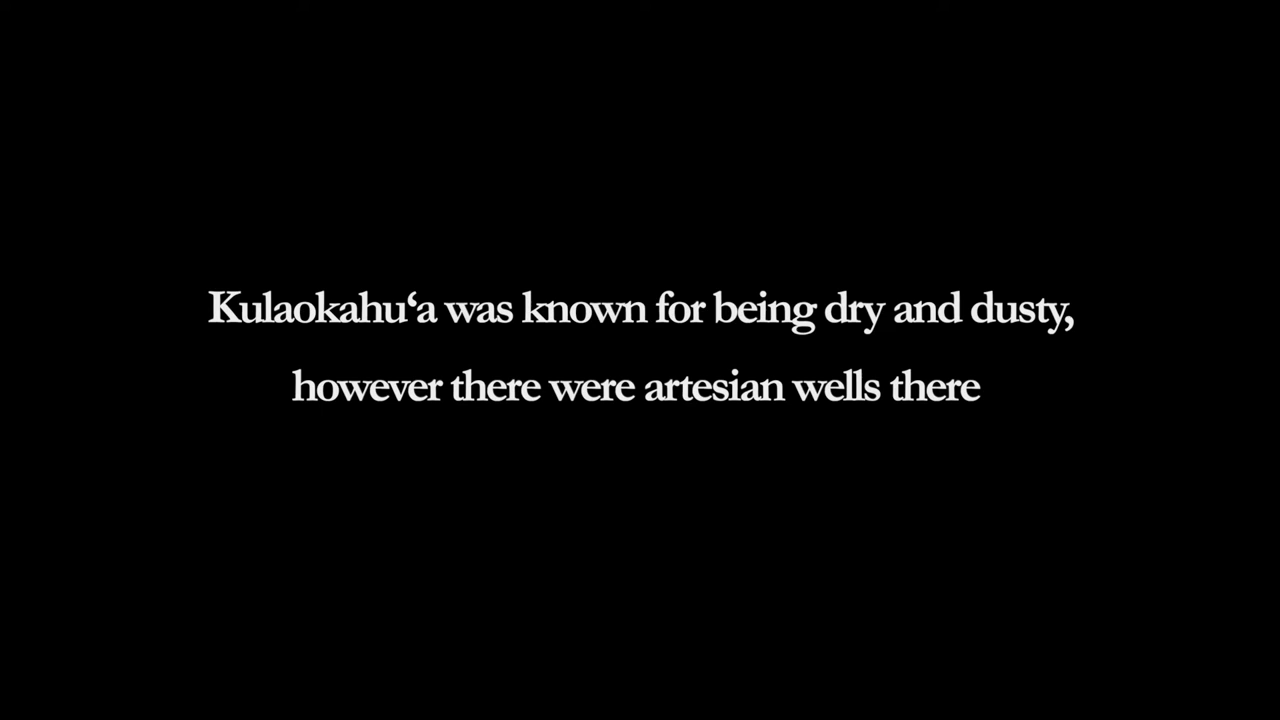 Kulaokahuʻa was known for being dry and dusty,
however there were artesian wells there